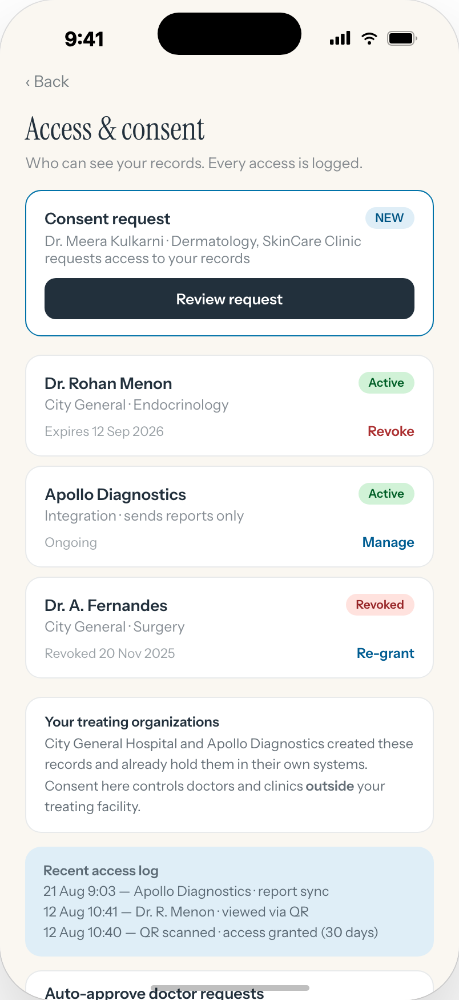 9:41
‹ Back
Access & consent
Who can see your records. Every access is logged.
Consent request
NEW
Dr. Meera Kulkarni · Dermatology, SkinCare Clinic
requests access to your records
Review request
Dr. Rohan Menon
Active
City General · Endocrinology
Expires 12 Sep 2026
Revoke
Apollo Diagnostics
Active
Integration · sends reports only
Ongoing
Manage
Dr. A. Fernandes
Revoked
City General · Surgery
Revoked 20 Nov 2025
Re-grant
Your treating organizations
City General Hospital and Apollo Diagnostics created these
records and already hold them in their own systems.
Consent here controls doctors and clinics outside your
treating facility.
Recent access log
21 Aug 9:03 — Apollo Diagnostics · report sync
12 Aug 10:41 — Dr. R. Menon · viewed via QR
12 Aug 10:40 — QR scanned · access granted (30 days)
Auto-approve doctor requests